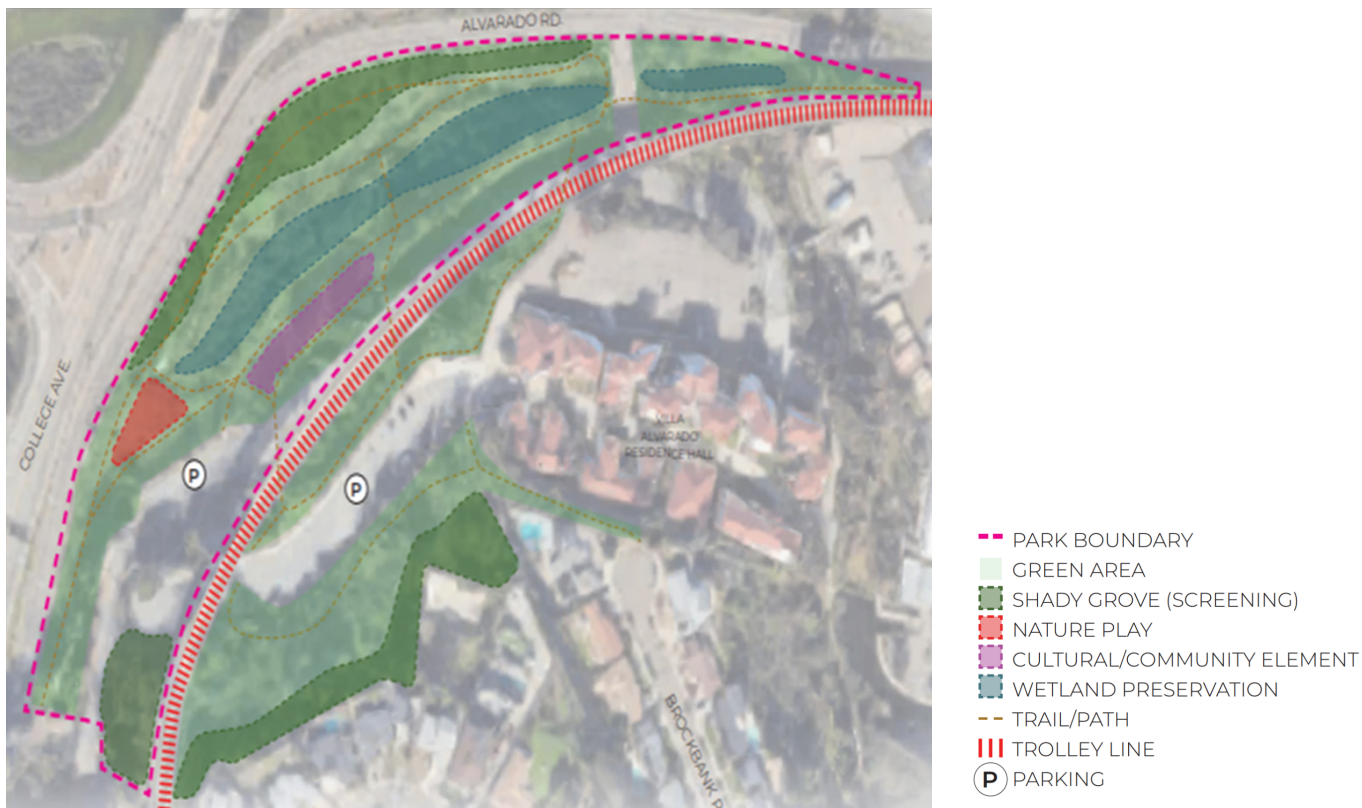 ALVARADO RD.
COLLEGE AVE.
VILLA
ALVARADO
RESIDENCE HALL
P
P
BROCKBANK P
PARK BOUNDARY
GREEN AREA
SHADY GROVE (SCREENING)
NATURE PLAY
CULTURAL/COMMUNITY ELEMENT
WETLAND PRESERVATION
TRAIL/PATH
TROLLEY LINE
P PARKING